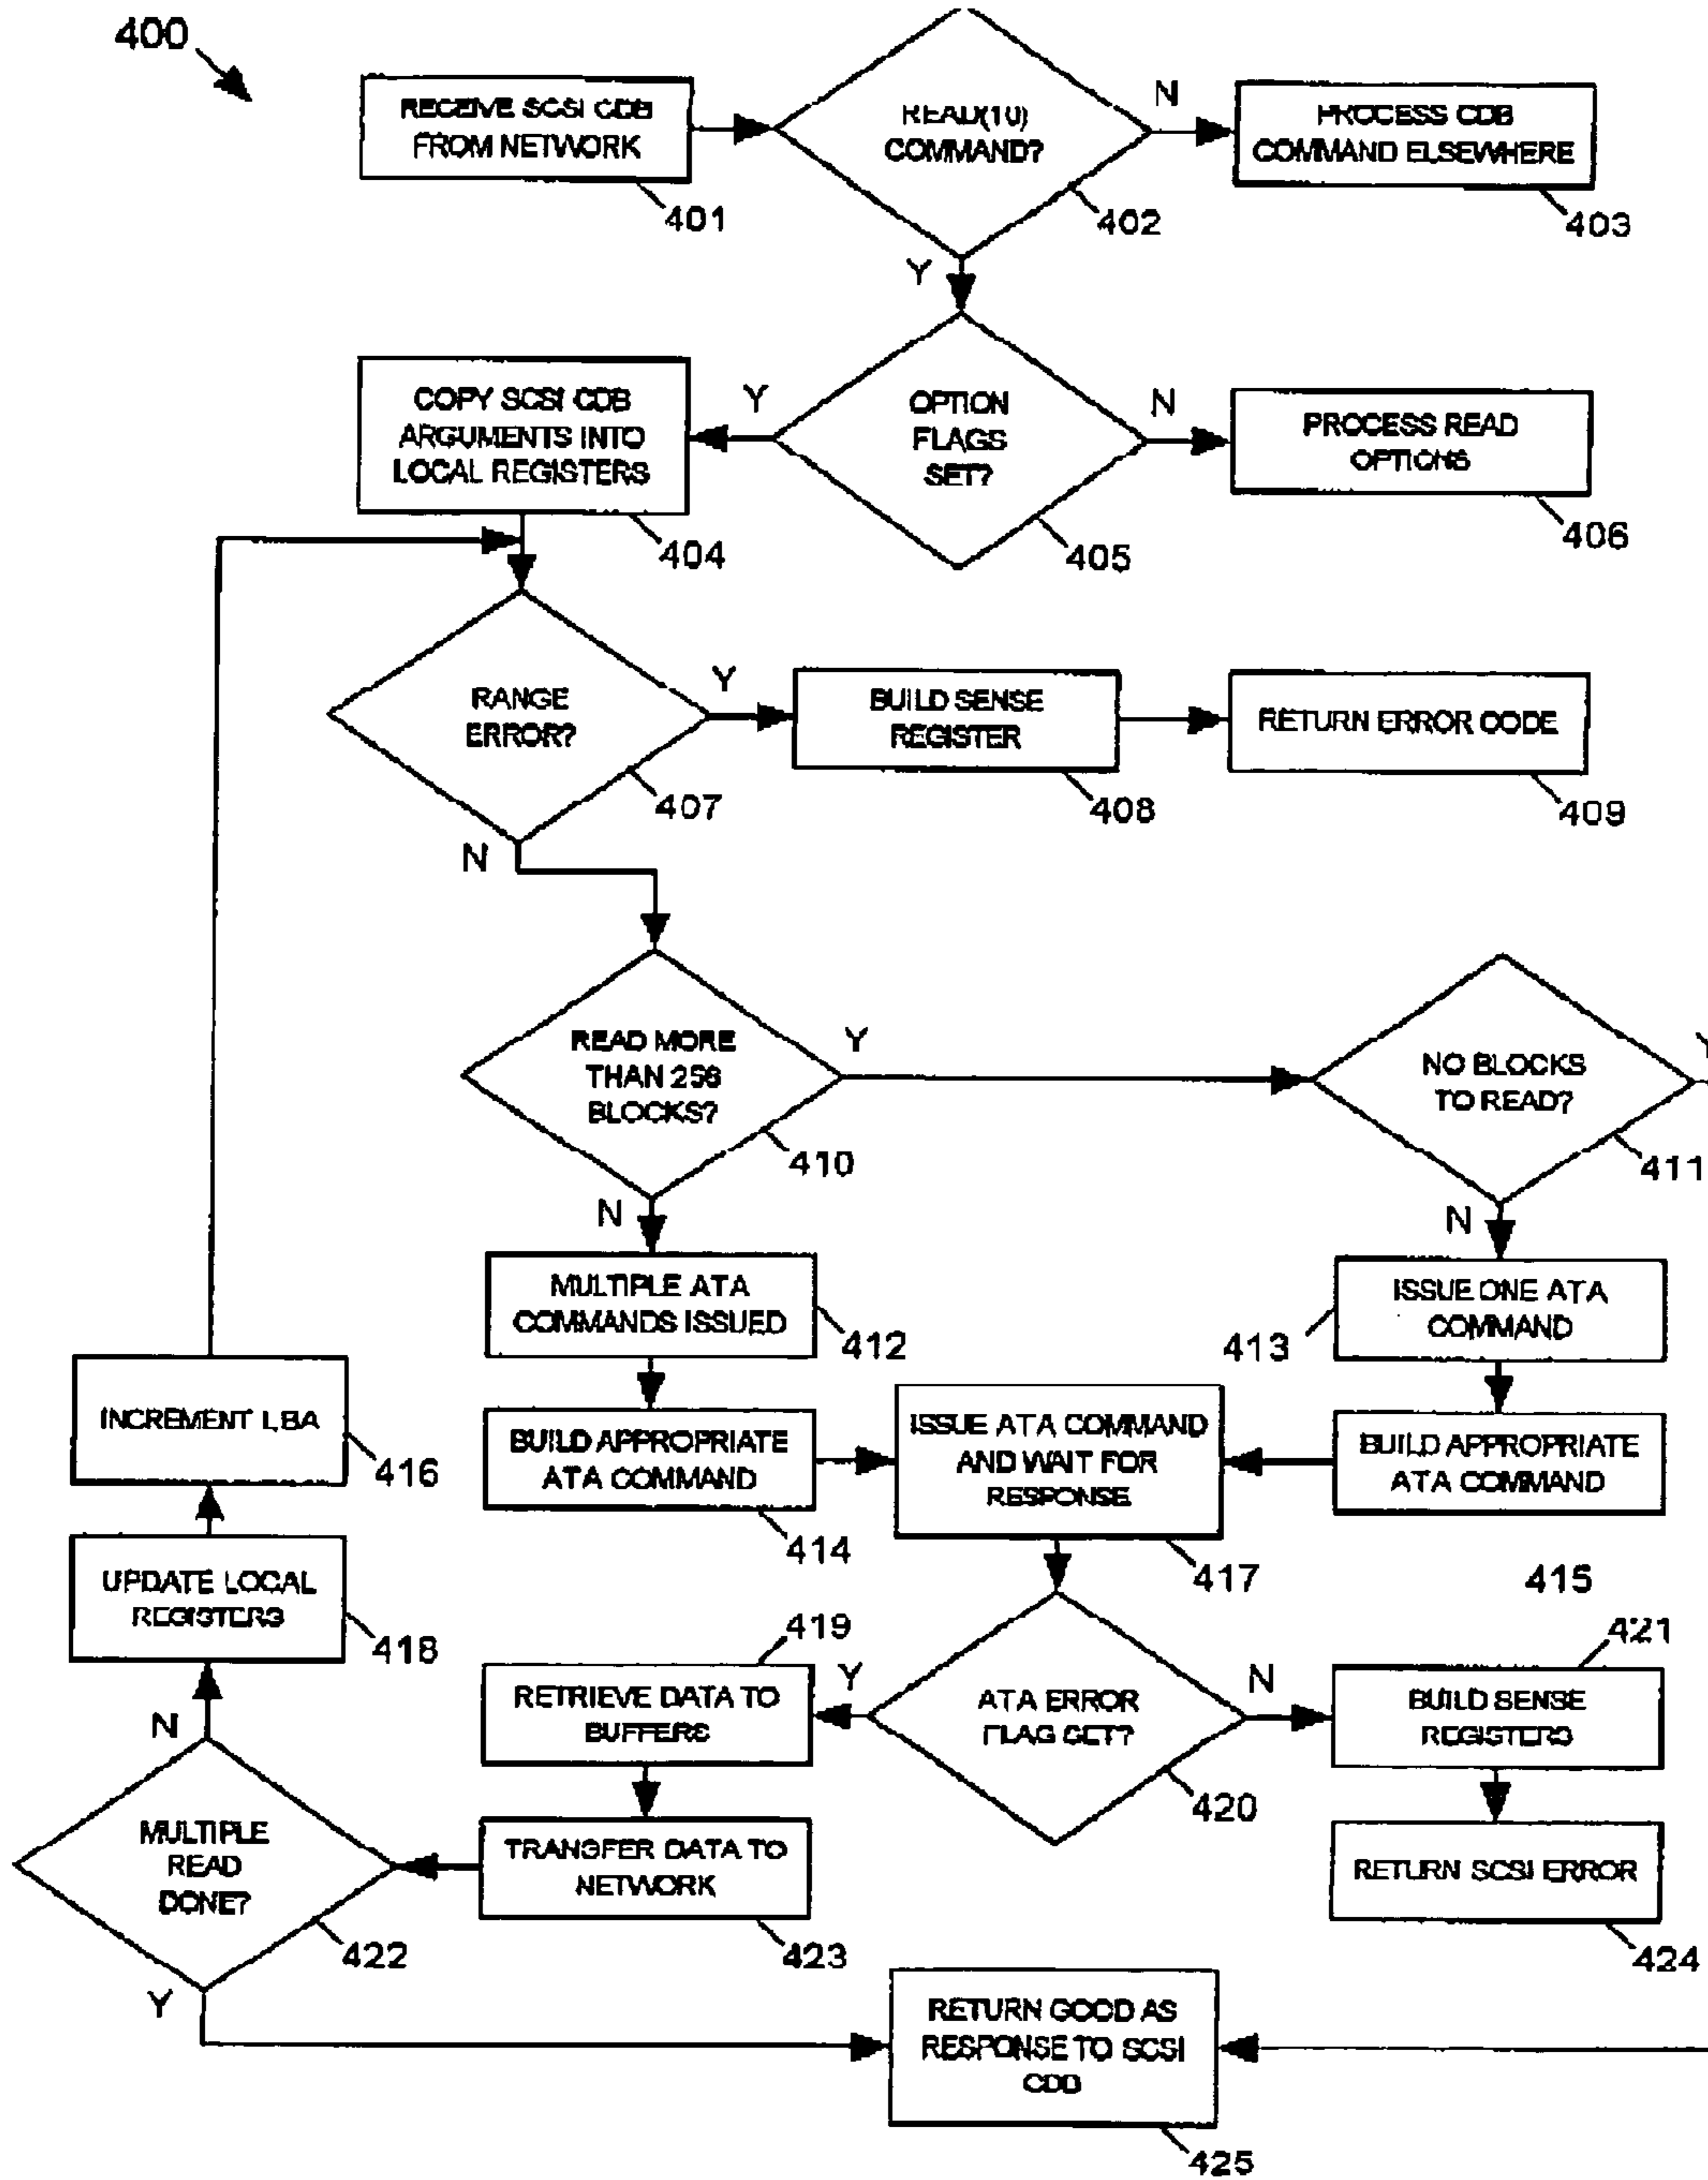 400
RECEIVE SCSI CDB
FROM NETWORK
401
READ(10)
COMMAND?
402
N
PROCESS CDB
COMMAND ELSEWHERE
403
Y
COPY SCSI CDB
ARGUMENTS INTO
LOCAL REGISTERS
404
Y
OPTION
FLAGS
SET?
405
N
PROCESS READ
OPTIONS
406
RANGE
ERROR?
407
Y
BUILD SENSE
REGISTER
408
RETURN ERROR CODE
409
N
READ MORE
THAN 256
BLOCKS?
410
Y
NO BLOCKS
TO READ?
411
Y
N
MULTIPLE ATA
COMMANDS ISSUED
412
N
ISSUE ONE ATA
COMMAND
413
INCREMENT LBA
416
BUILD APPROPRIATE
ATA COMMAND
414
ISSUE ATA COMMAND
AND WAIT FOR
RESPONSE
417
BUILD APPROPRIATE
ATA COMMAND
415
UPDATE LOCAL
REGISTERS
418
419
RETRIEVE DATA TO
BUFFERS
Y
ATA ERROR
FLAG SET?
420
N
421
BUILD SENSE
REGISTERS
N
MULTIPLE
READ
DONE?
422
TRANSFER DATA TO
NETWORK
423
RETURN SCSI ERROR
424
Y
RETURN GOOD AS
RESPONSE TO SCSI
CDB
425